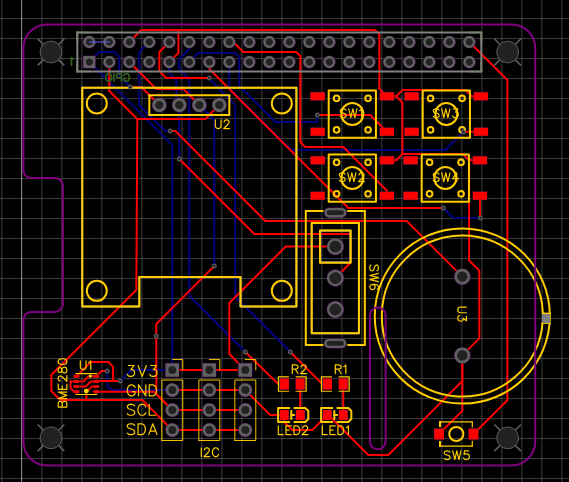 1
GPIO
U2
SW1
SW3
SW2
SW4
SW6
U3
U1
BME280
3V3
GND
SCL
SDA
I2C
R2
R1
LED2
LED1
SW5